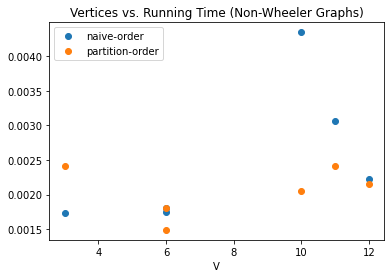 Vertices vs. Running Time (Non-Wheeler Graphs)
naive-order
partition-order
0.0040
0.0035
0.0030
0.0025
0.0020
0.0015
4
6
8
10
12
V